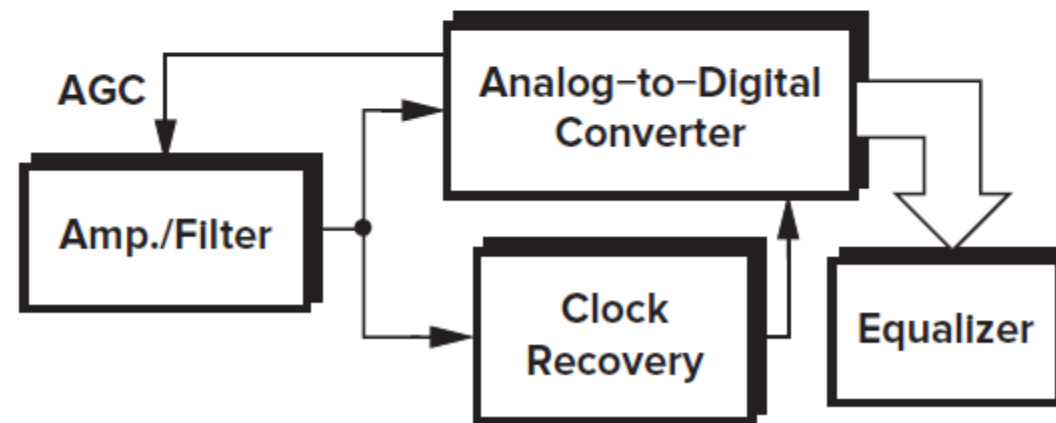 AGC
Analog–to–Digital
Converter
Amp./Filter
Clock
Recovery
Equalizer